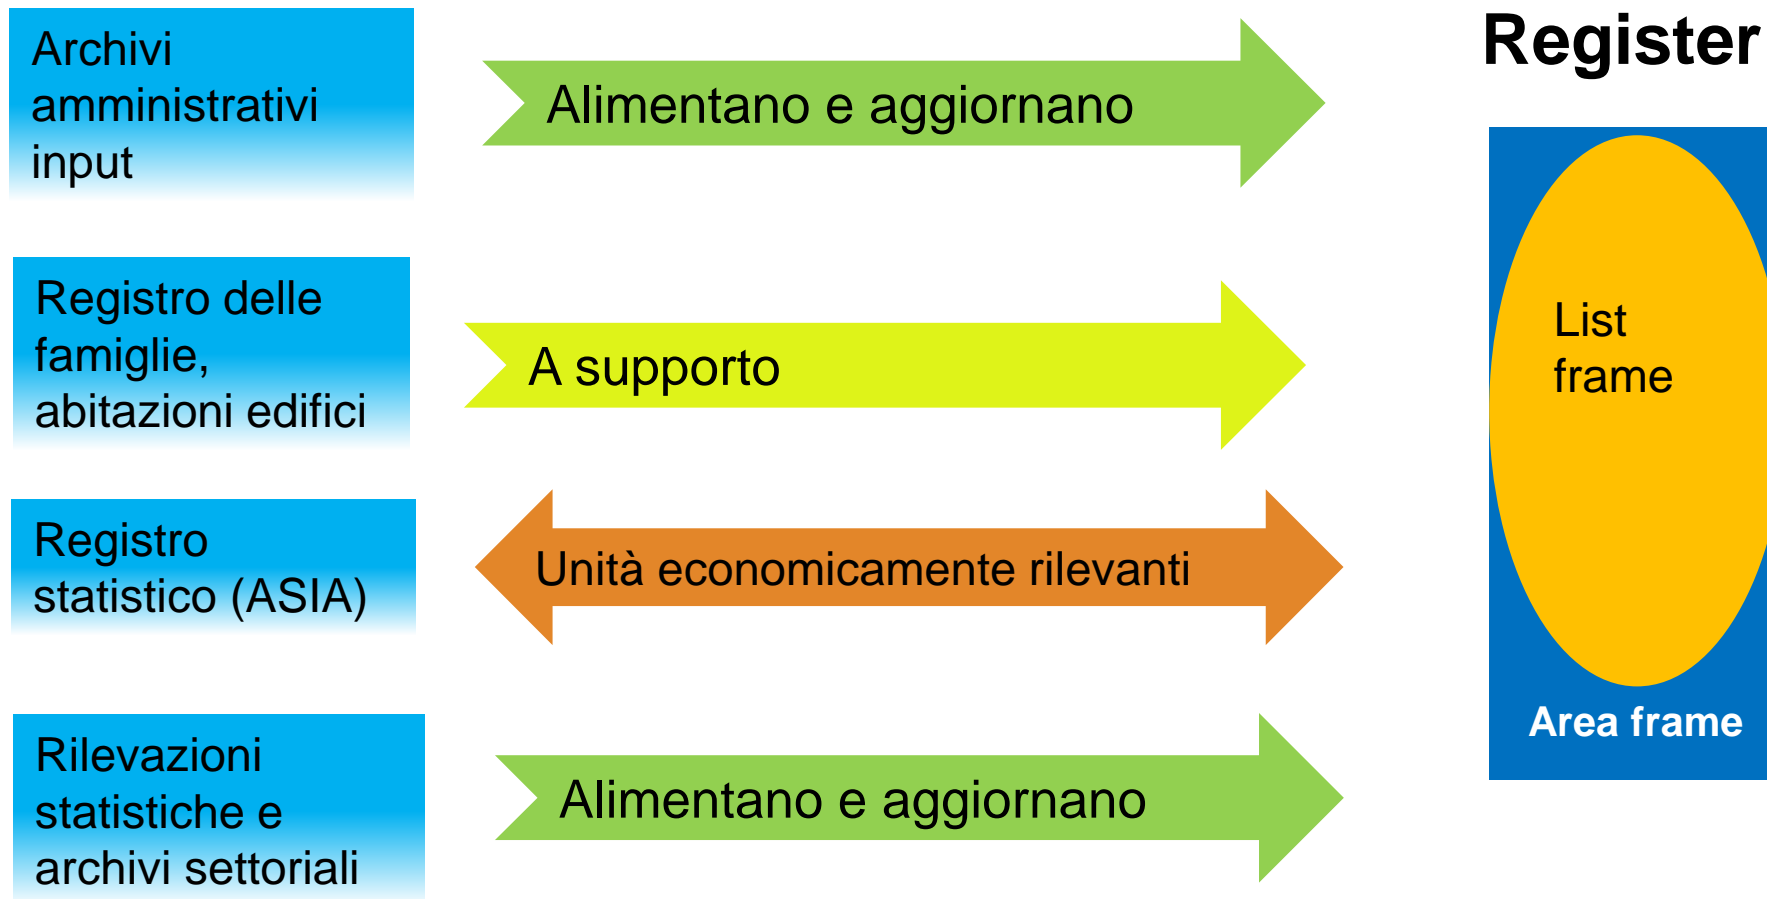 Register
Archivi
amministrativi
input
Alimentano e aggiornano
Registro delle
famiglie,
abitazioni edifici
A supporto
List
frame
Registro
statistico (ASIA)
Unità economicamente rilevanti
Area frame
Rilevazioni
statistiche e
archivi settoriali
Alimentano e aggiornano